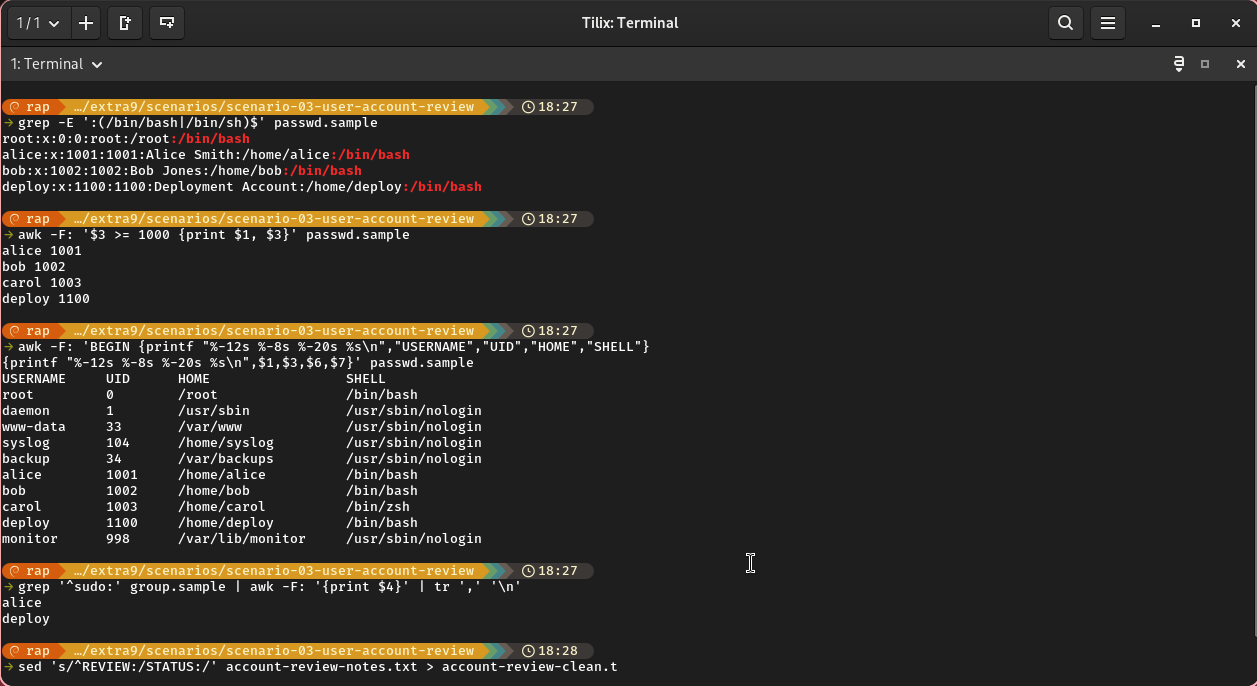 1 / 1
Tilix: Terminal
1: Terminal
rap …/extra9/scenarios/scenario-03-user-account-review 18:27
grep -E ':(/bin/bash|/bin/sh)$' passwd.sample
root:x:0:0:root:/root:/bin/bash
alice:x:1001:1001:Alice Smith:/home/alice:/bin/bash
bob:x:1002:1002:Bob Jones:/home/bob:/bin/bash
deploy:x:1100:1100:Deployment Account:/home/deploy:/bin/bash
rap …/extra9/scenarios/scenario-03-user-account-review 18:27
awk -F: '$3 >= 1000 {print $1, $3}' passwd.sample
alice 1001
bob 1002
carol 1003
deploy 1100
rap …/extra9/scenarios/scenario-03-user-account-review 18:27
awk -F: 'BEGIN {printf "%-12s %-8s %-20s %s\n","USERNAME","UID","HOME","SHELL"}
{printf "%-12s %-8s %-20s %s\n",$1,$3,$6,$7}' passwd.sample
USERNAME     UID      HOME                 SHELL
root         0        /root                /bin/bash
daemon       1        /usr/sbin            /usr/sbin/nologin
www-data     33       /var/www             /usr/sbin/nologin
syslog       104      /home/syslog         /usr/sbin/nologin
backup       34       /var/backups         /usr/sbin/nologin
alice        1001     /home/alice          /bin/bash
bob          1002     /home/bob            /bin/bash
carol        1003     /home/carol          /bin/zsh
deploy       1100     /home/deploy         /bin/bash
monitor      998      /var/lib/monitor     /usr/sbin/nologin
rap …/extra9/scenarios/scenario-03-user-account-review 18:27
grep '^sudo:' group.sample | awk -F: '{print $4}' | tr ',' '\n'
alice
deploy
rap …/extra9/scenarios/scenario-03-user-account-review 18:28
sed 's/^REVIEW:/STATUS:/' account-review-notes.txt > account-review-clean.t